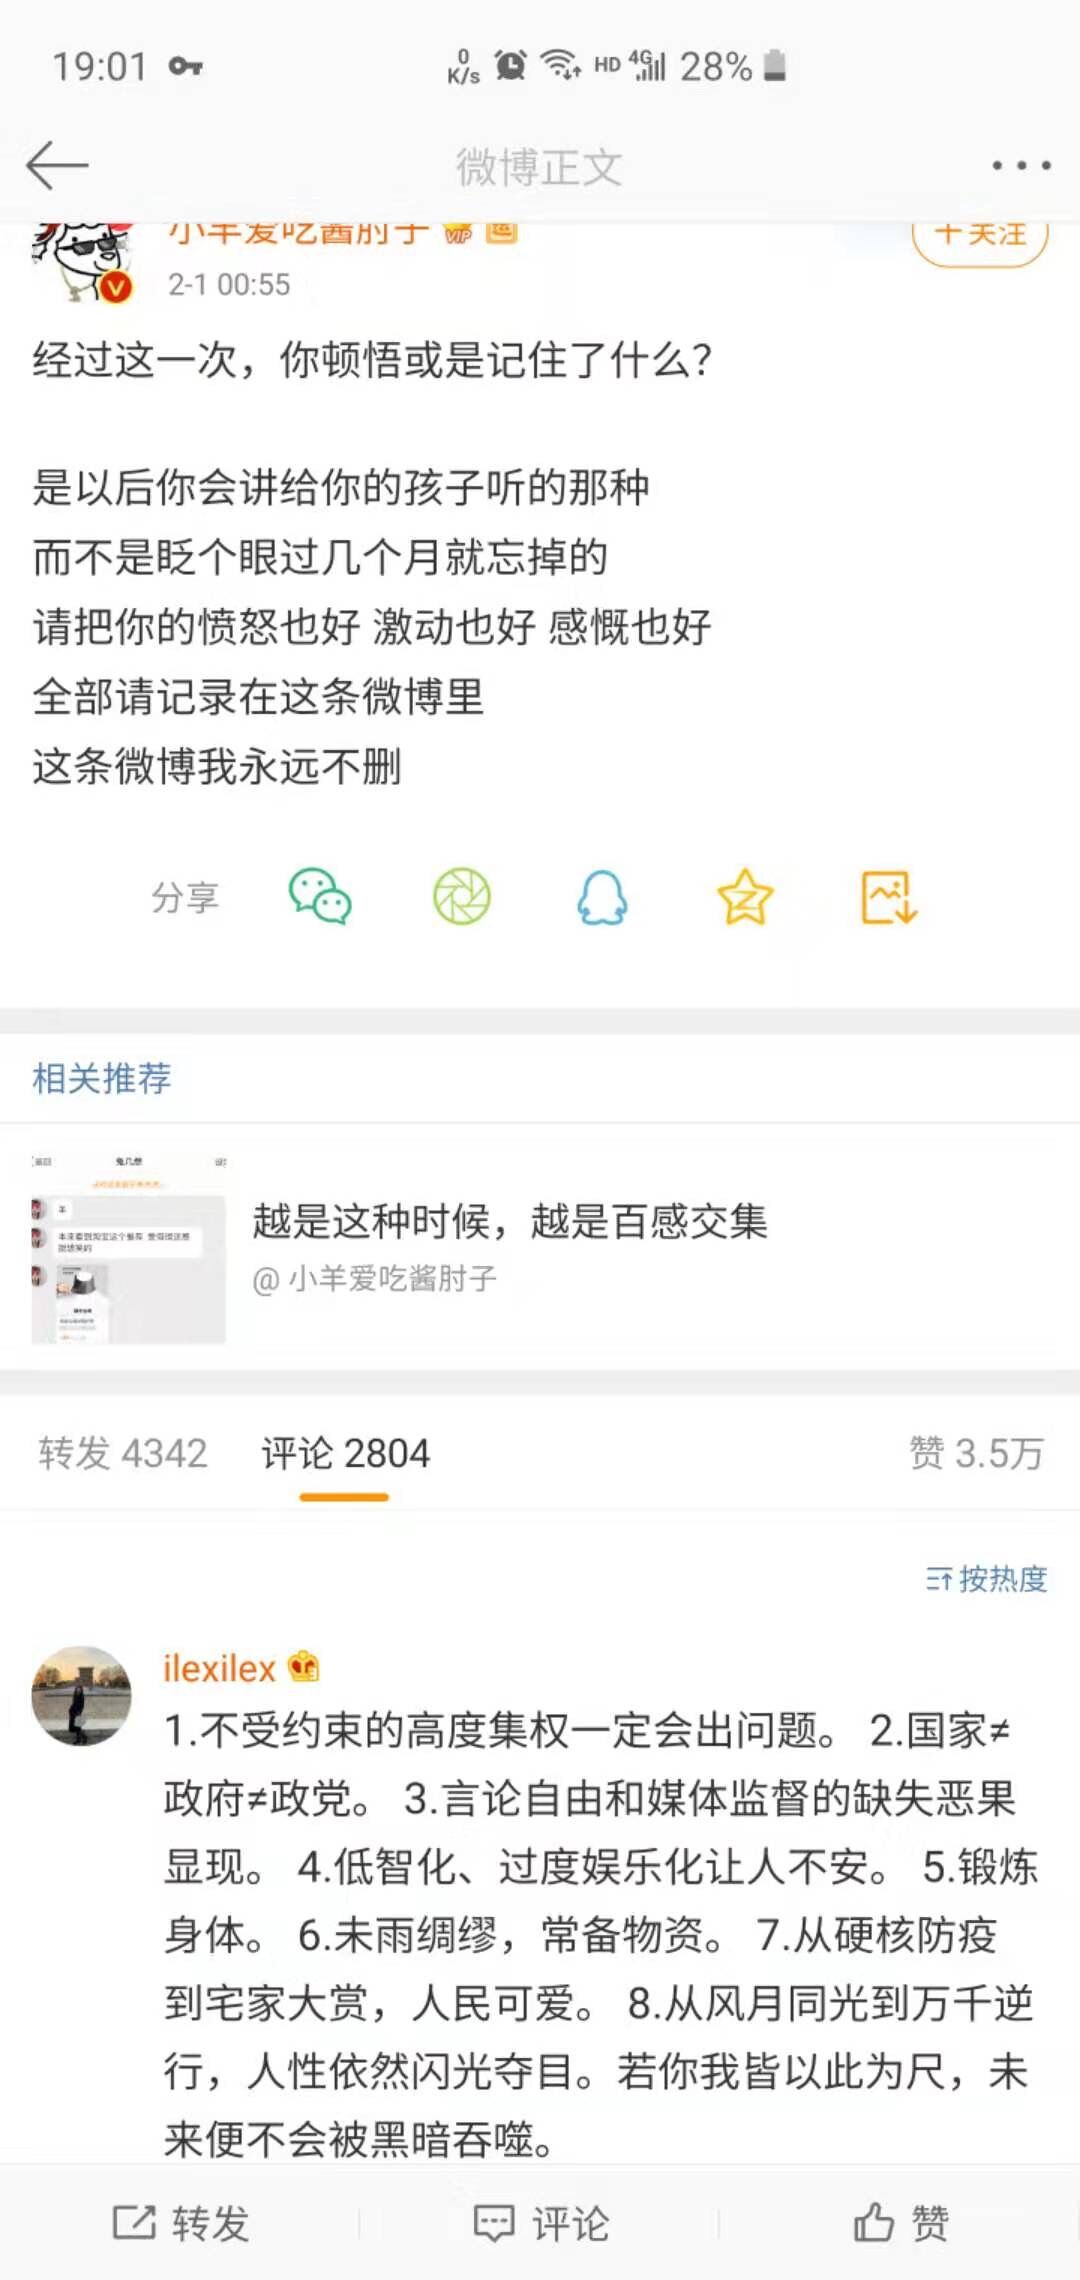 19:01
0
K/s
HD 4G 28%
微博正文
小羊爱吃酱肘子 VIP
十关注
2-1 00:55
经过这一次，你顿悟或是记住了什么？
是以后你会讲给你的孩子听的那种
而不是眨个眼过几个月就忘掉的
请把你的愤怒也好 激动也好 感慨也好
全部请记录在这条微博里
这条微博我永远不删
分享
相关推荐
越是这种时候，越是百感交集
@ 小羊爱吃酱肘子
转发 4342 评论 2804 赞 3.5万
按热度
ilexilex
1.不受约束的高度集权一定会出问题。 2.国家≠
政府≠政党。 3.言论自由和媒体监督的缺失恶果
显现。 4.低智化、过度娱乐化让人不安。 5.锻炼
身体。 6.未雨绸缪，常备物资。 7.从硬核防疫
到宅家大赏，人民可爱。 8.从风月同光到万千逆
行，人性依然闪光夺目。若你我皆以此为尺，未
来便不会被黑暗吞噬。
转发 评论 赞